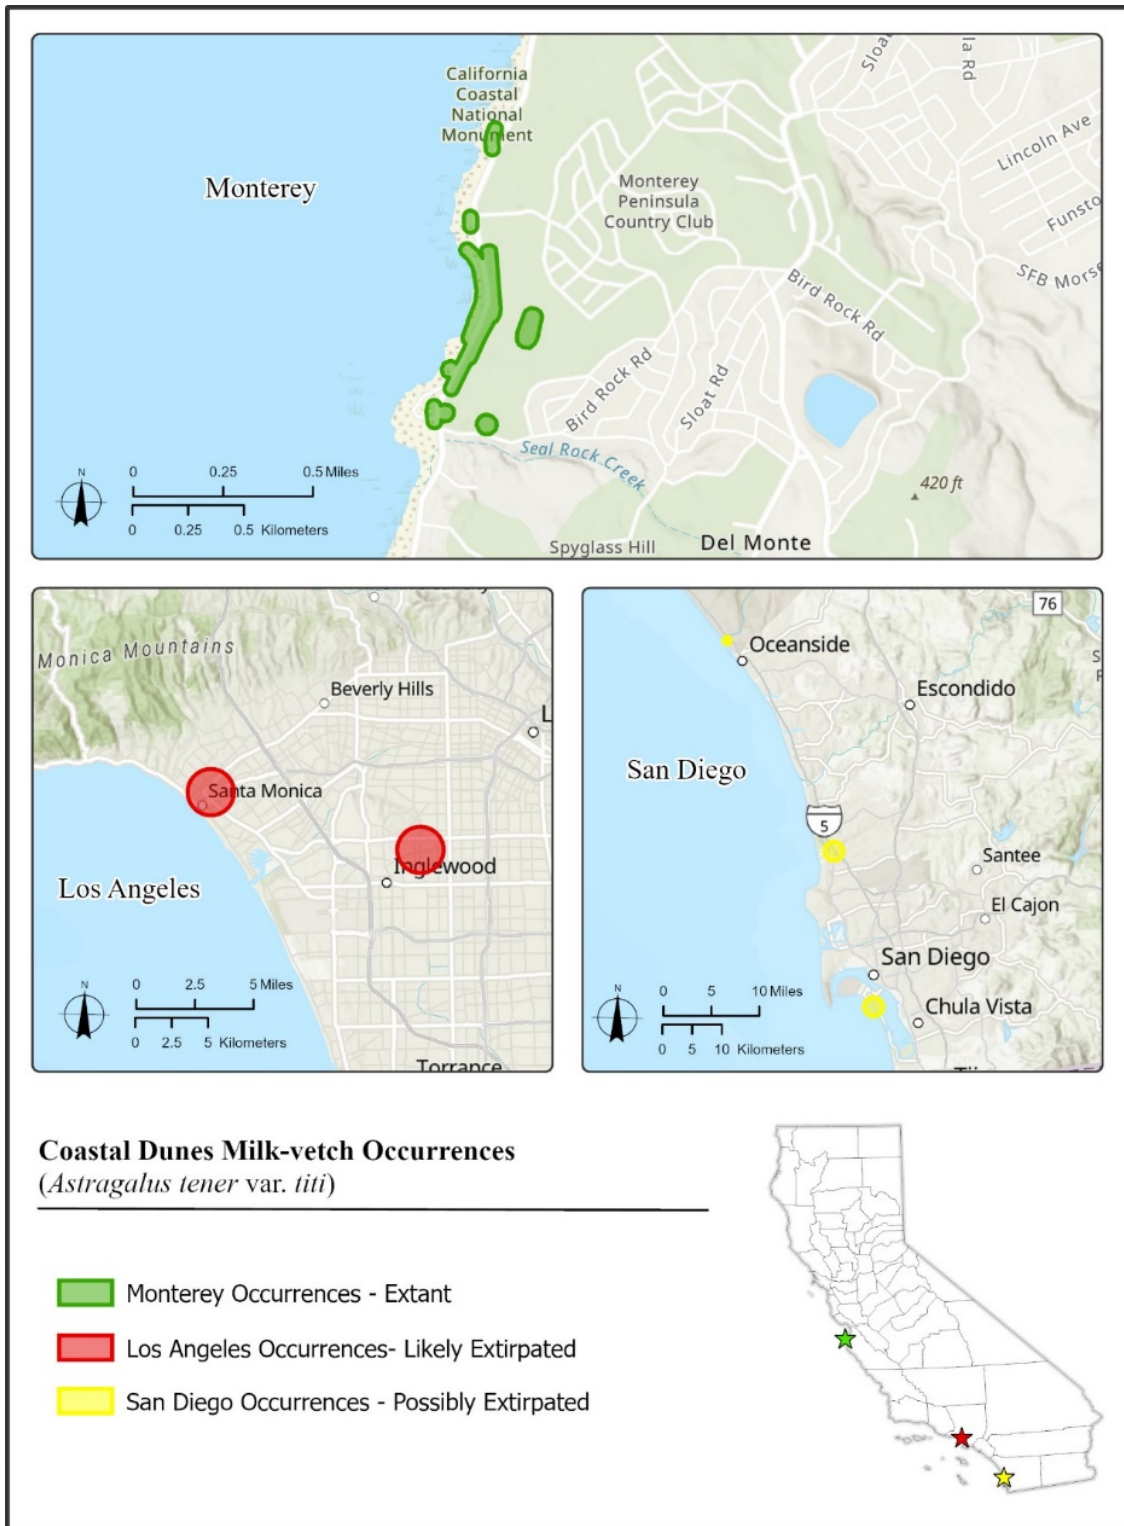 California
Coastal
National
Monument
Monterey
Monterey
Peninsula
Country Club
Lincoln Ave
SFB Morse
Bird Rock Rd
Bird Rock Rd
Sloat Rd
Seal Rock Creek
420 ft
Spyglass Hill
Del Monte
N
0 0.25 0.5 Miles
0 0.25 0.5 Kilometers
Monica Mountains
Beverly Hills
L
Santa Monica
Inglewood
Los Angeles
N
0 2.5 5 Miles
0 2.5 5 Kilometers
Torrance
76
Oceanside
Escondido
San Diego
5
Santee
El Cajon
San Diego
Chula Vista
N
0 5 10 Miles
0 5 10 Kilometers
Coastal Dunes Milk-vetch Occurrences
(Astragalus tener var. titi)
Monterey Occurrences - Extant
Los Angeles Occurrences- Likely Extirpated
San Diego Occurrences - Possibly Extirpated